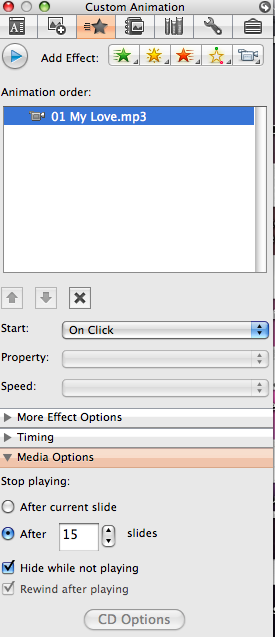 Custom Animation
Add Effect:
Animation order:
01 My Love.mp3
Start: On Click
Property:
Speed:
More Effect Options
Timing
Media Options
Stop playing:
After current slide
After 15 slides
Hide while not playing
Rewind after playing
CD Options